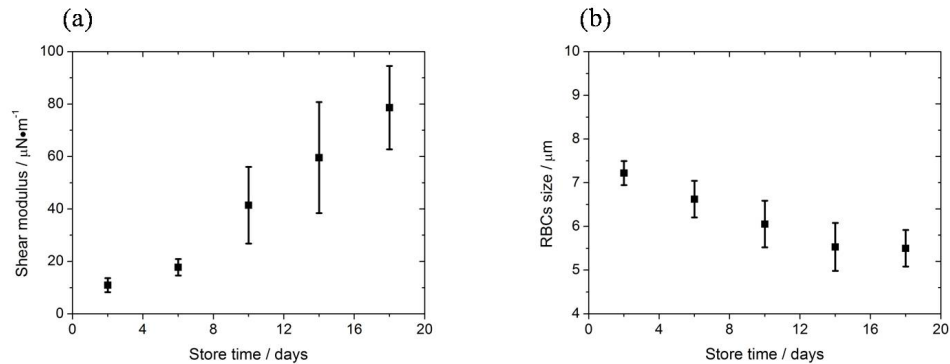 (a)
100
80
60
40
20
0
Shear modulus / μN•m⁻¹
0 4 8 12 16 20
Store time / days
(b)
10
9
8
7
6
5
4
RBCs size / μm
0 4 8 12 16 20
Store time / days